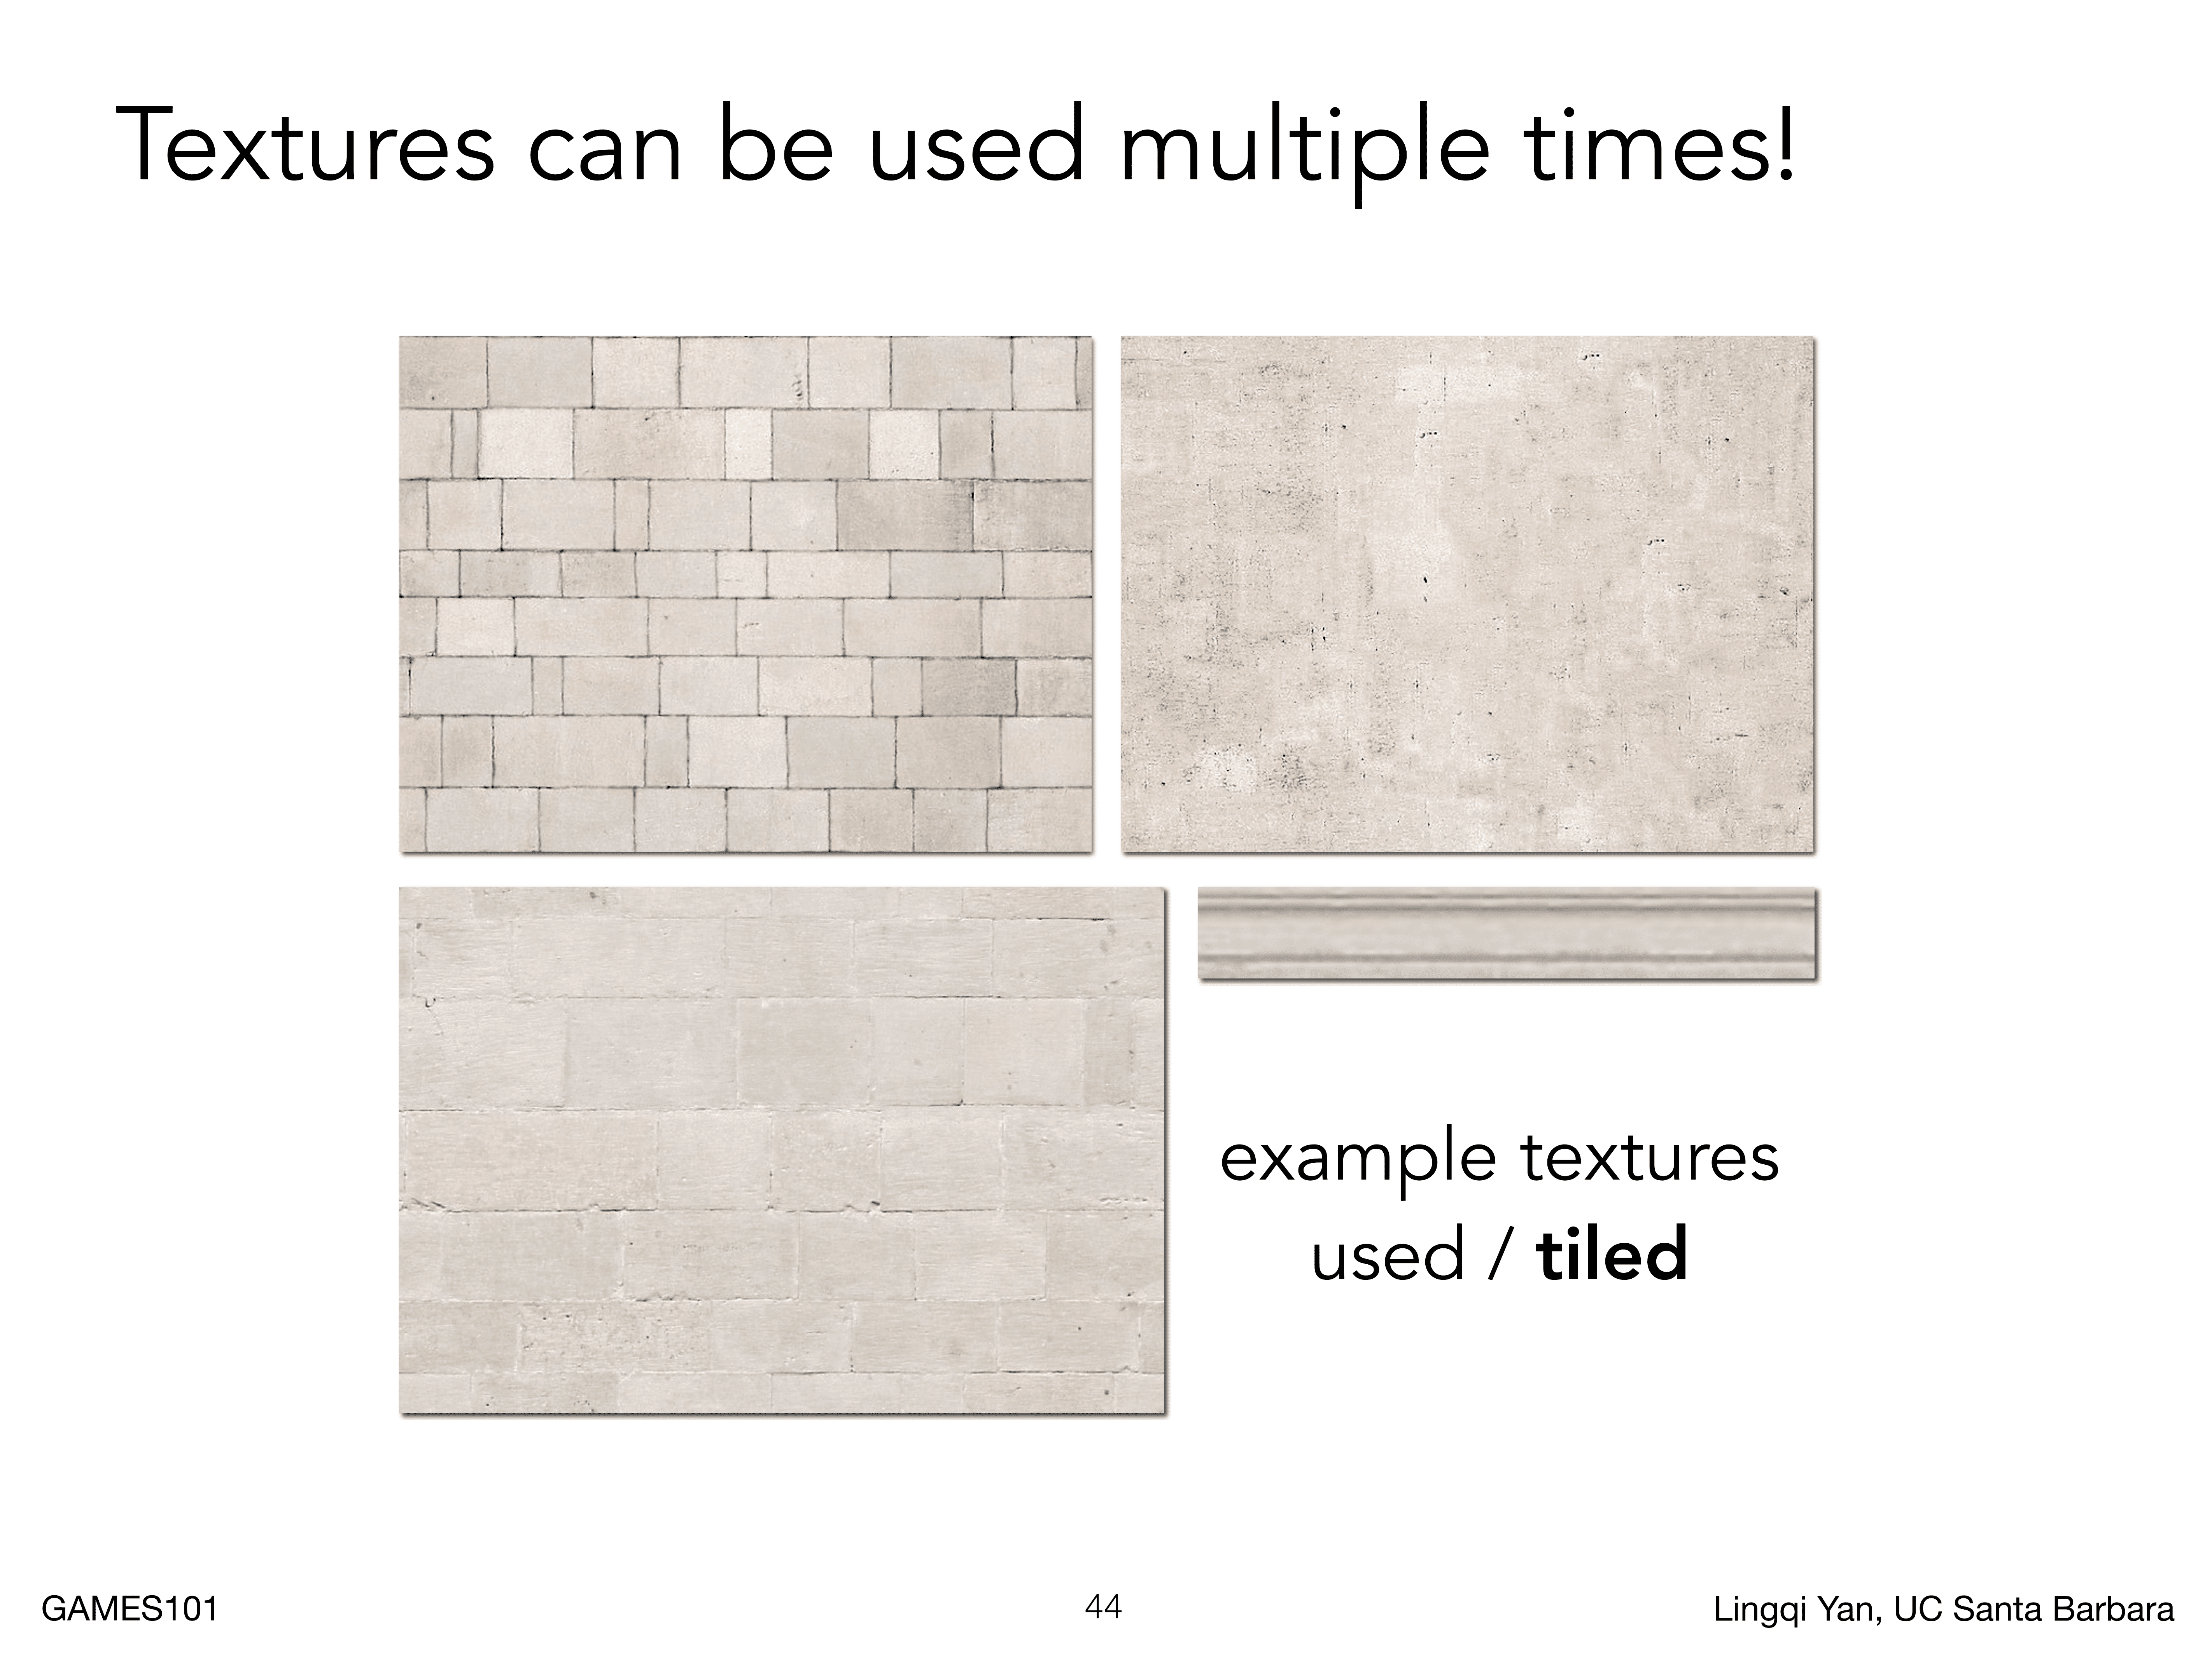 Textures can be used multiple times!
example textures
used / tiled
GAMES101
44
Lingqi Yan, UC Santa Barbara